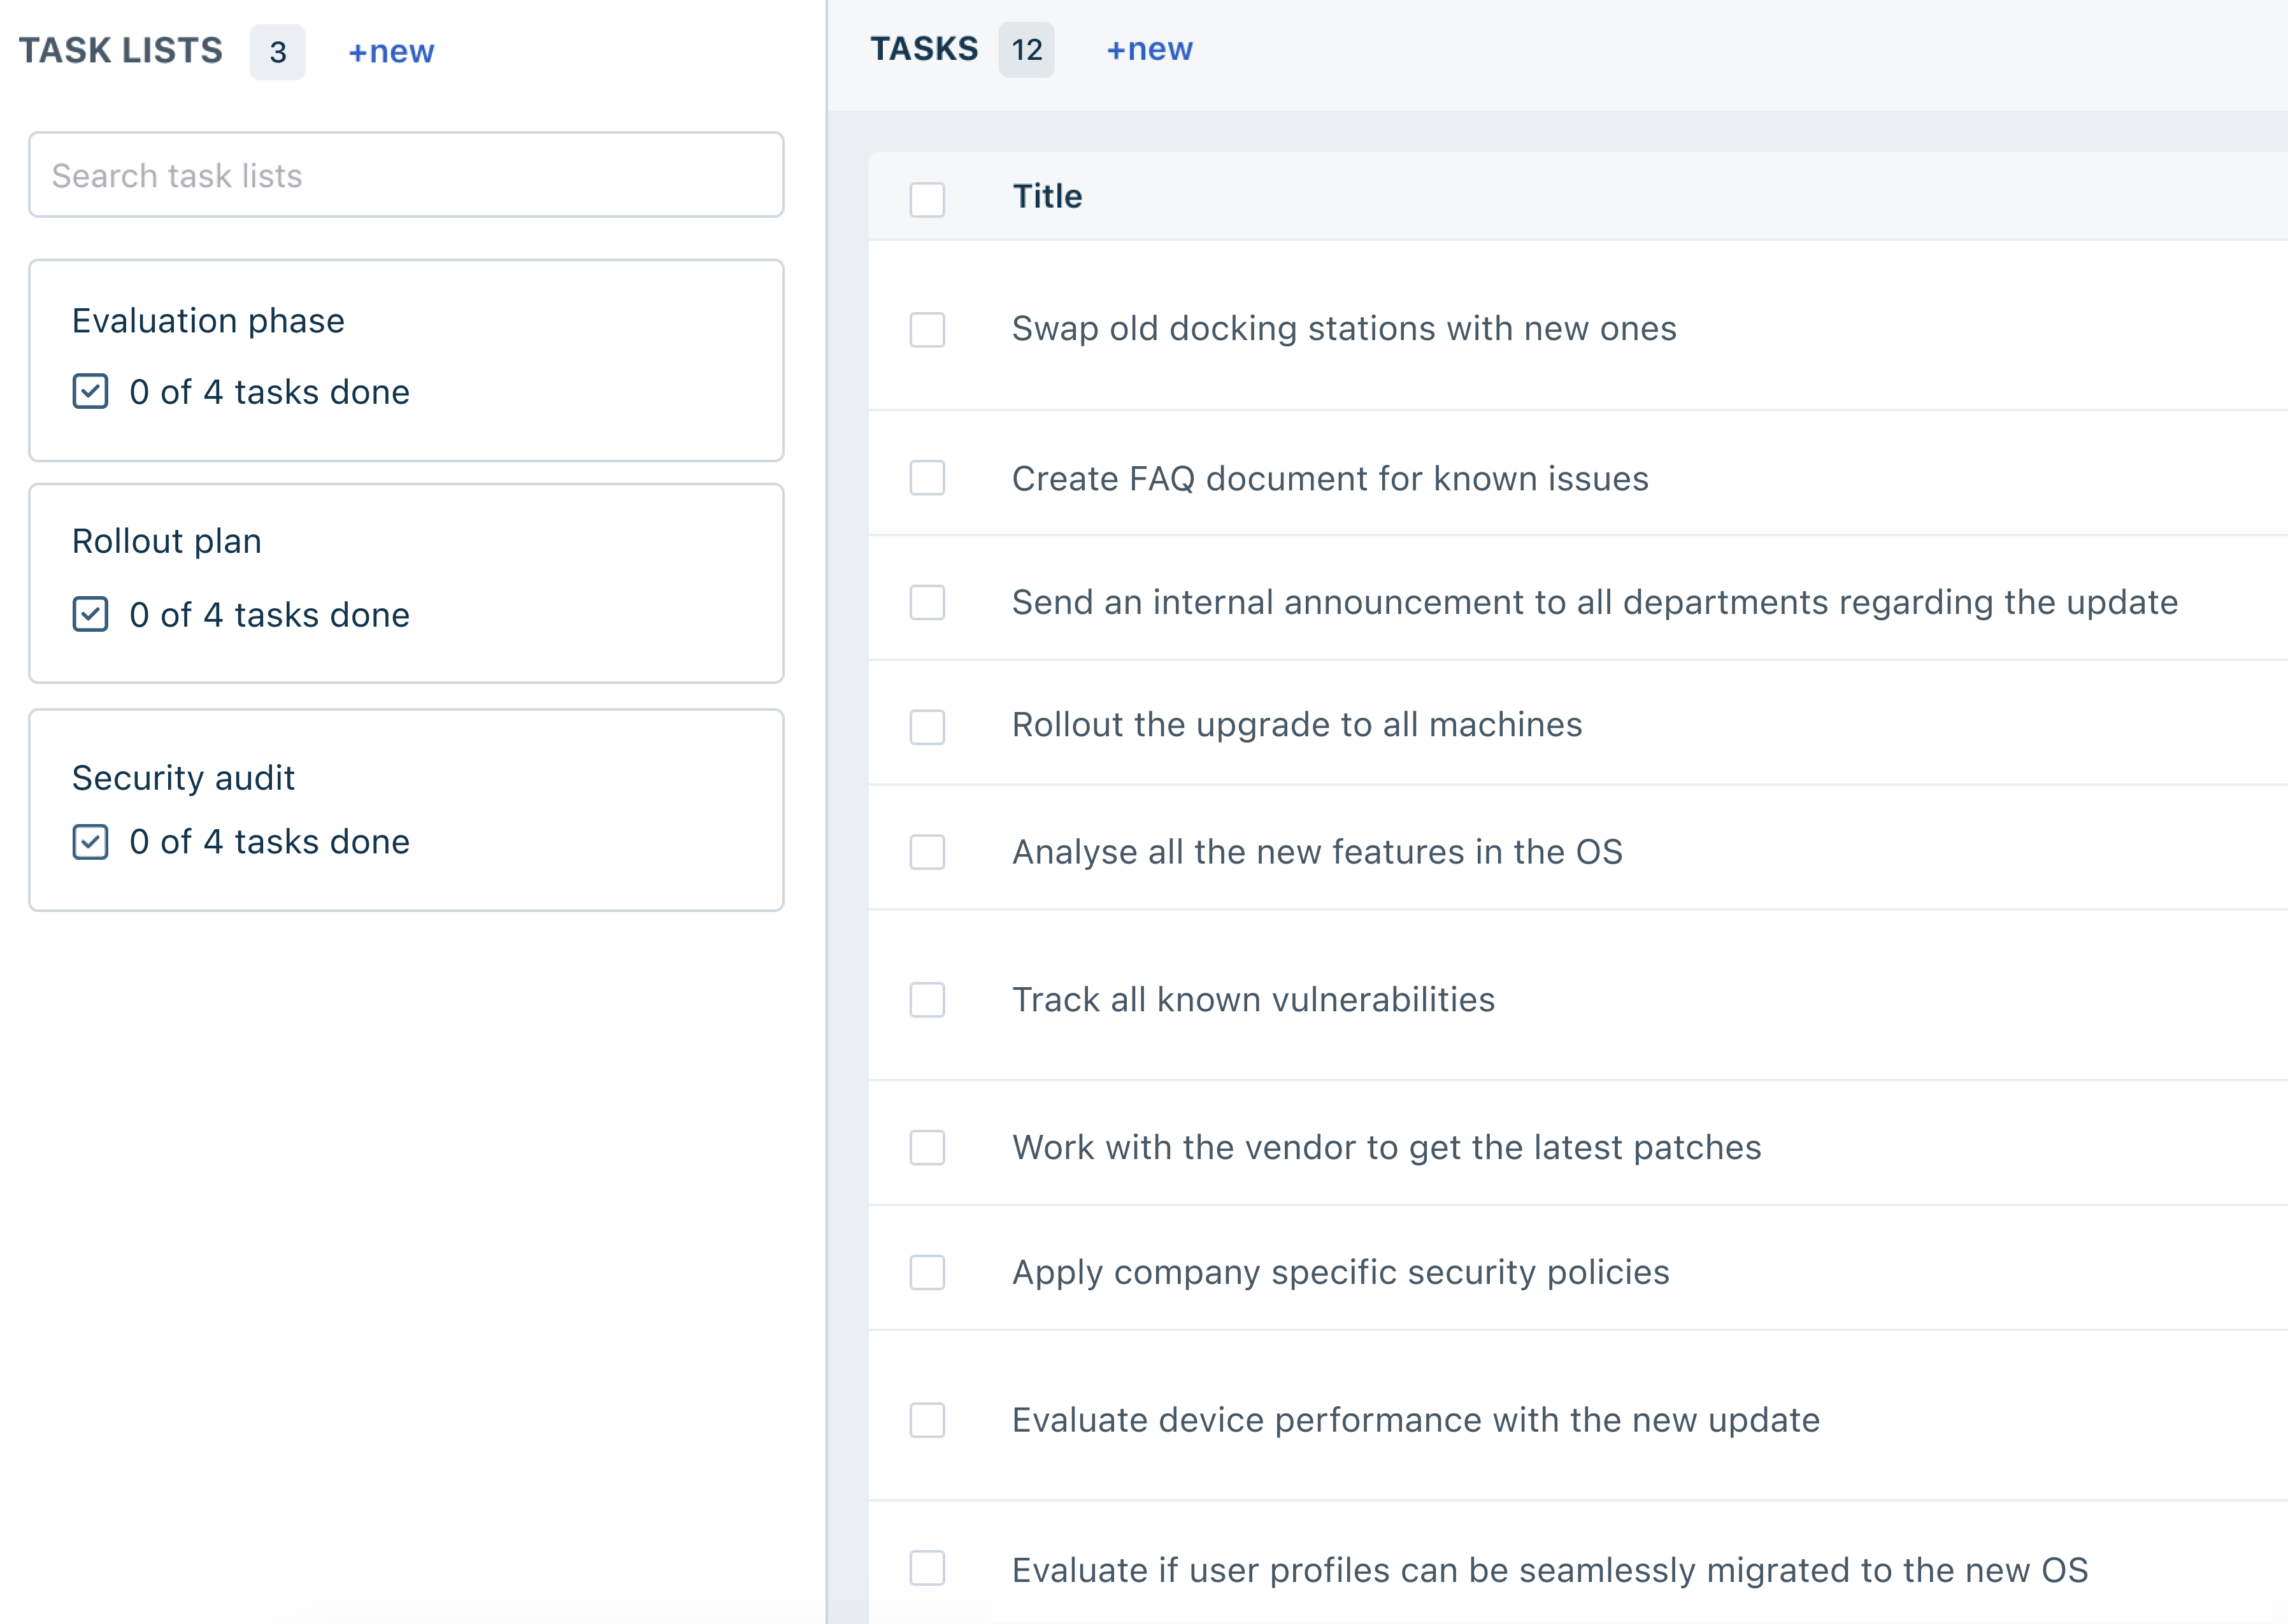 TASK LISTS 3 +new
Search task lists
Evaluation phase
0 of 4 tasks done
Rollout plan
0 of 4 tasks done
Security audit
0 of 4 tasks done
TASKS 12 +new
Title
Swap old docking stations with new ones
Create FAQ document for known issues
Send an internal announcement to all departments regarding the update
Rollout the upgrade to all machines
Analyse all the new features in the OS
Track all known vulnerabilities
Work with the vendor to get the latest patches
Apply company specific security policies
Evaluate device performance with the new update
Evaluate if user profiles can be seamlessly migrated to the new OS